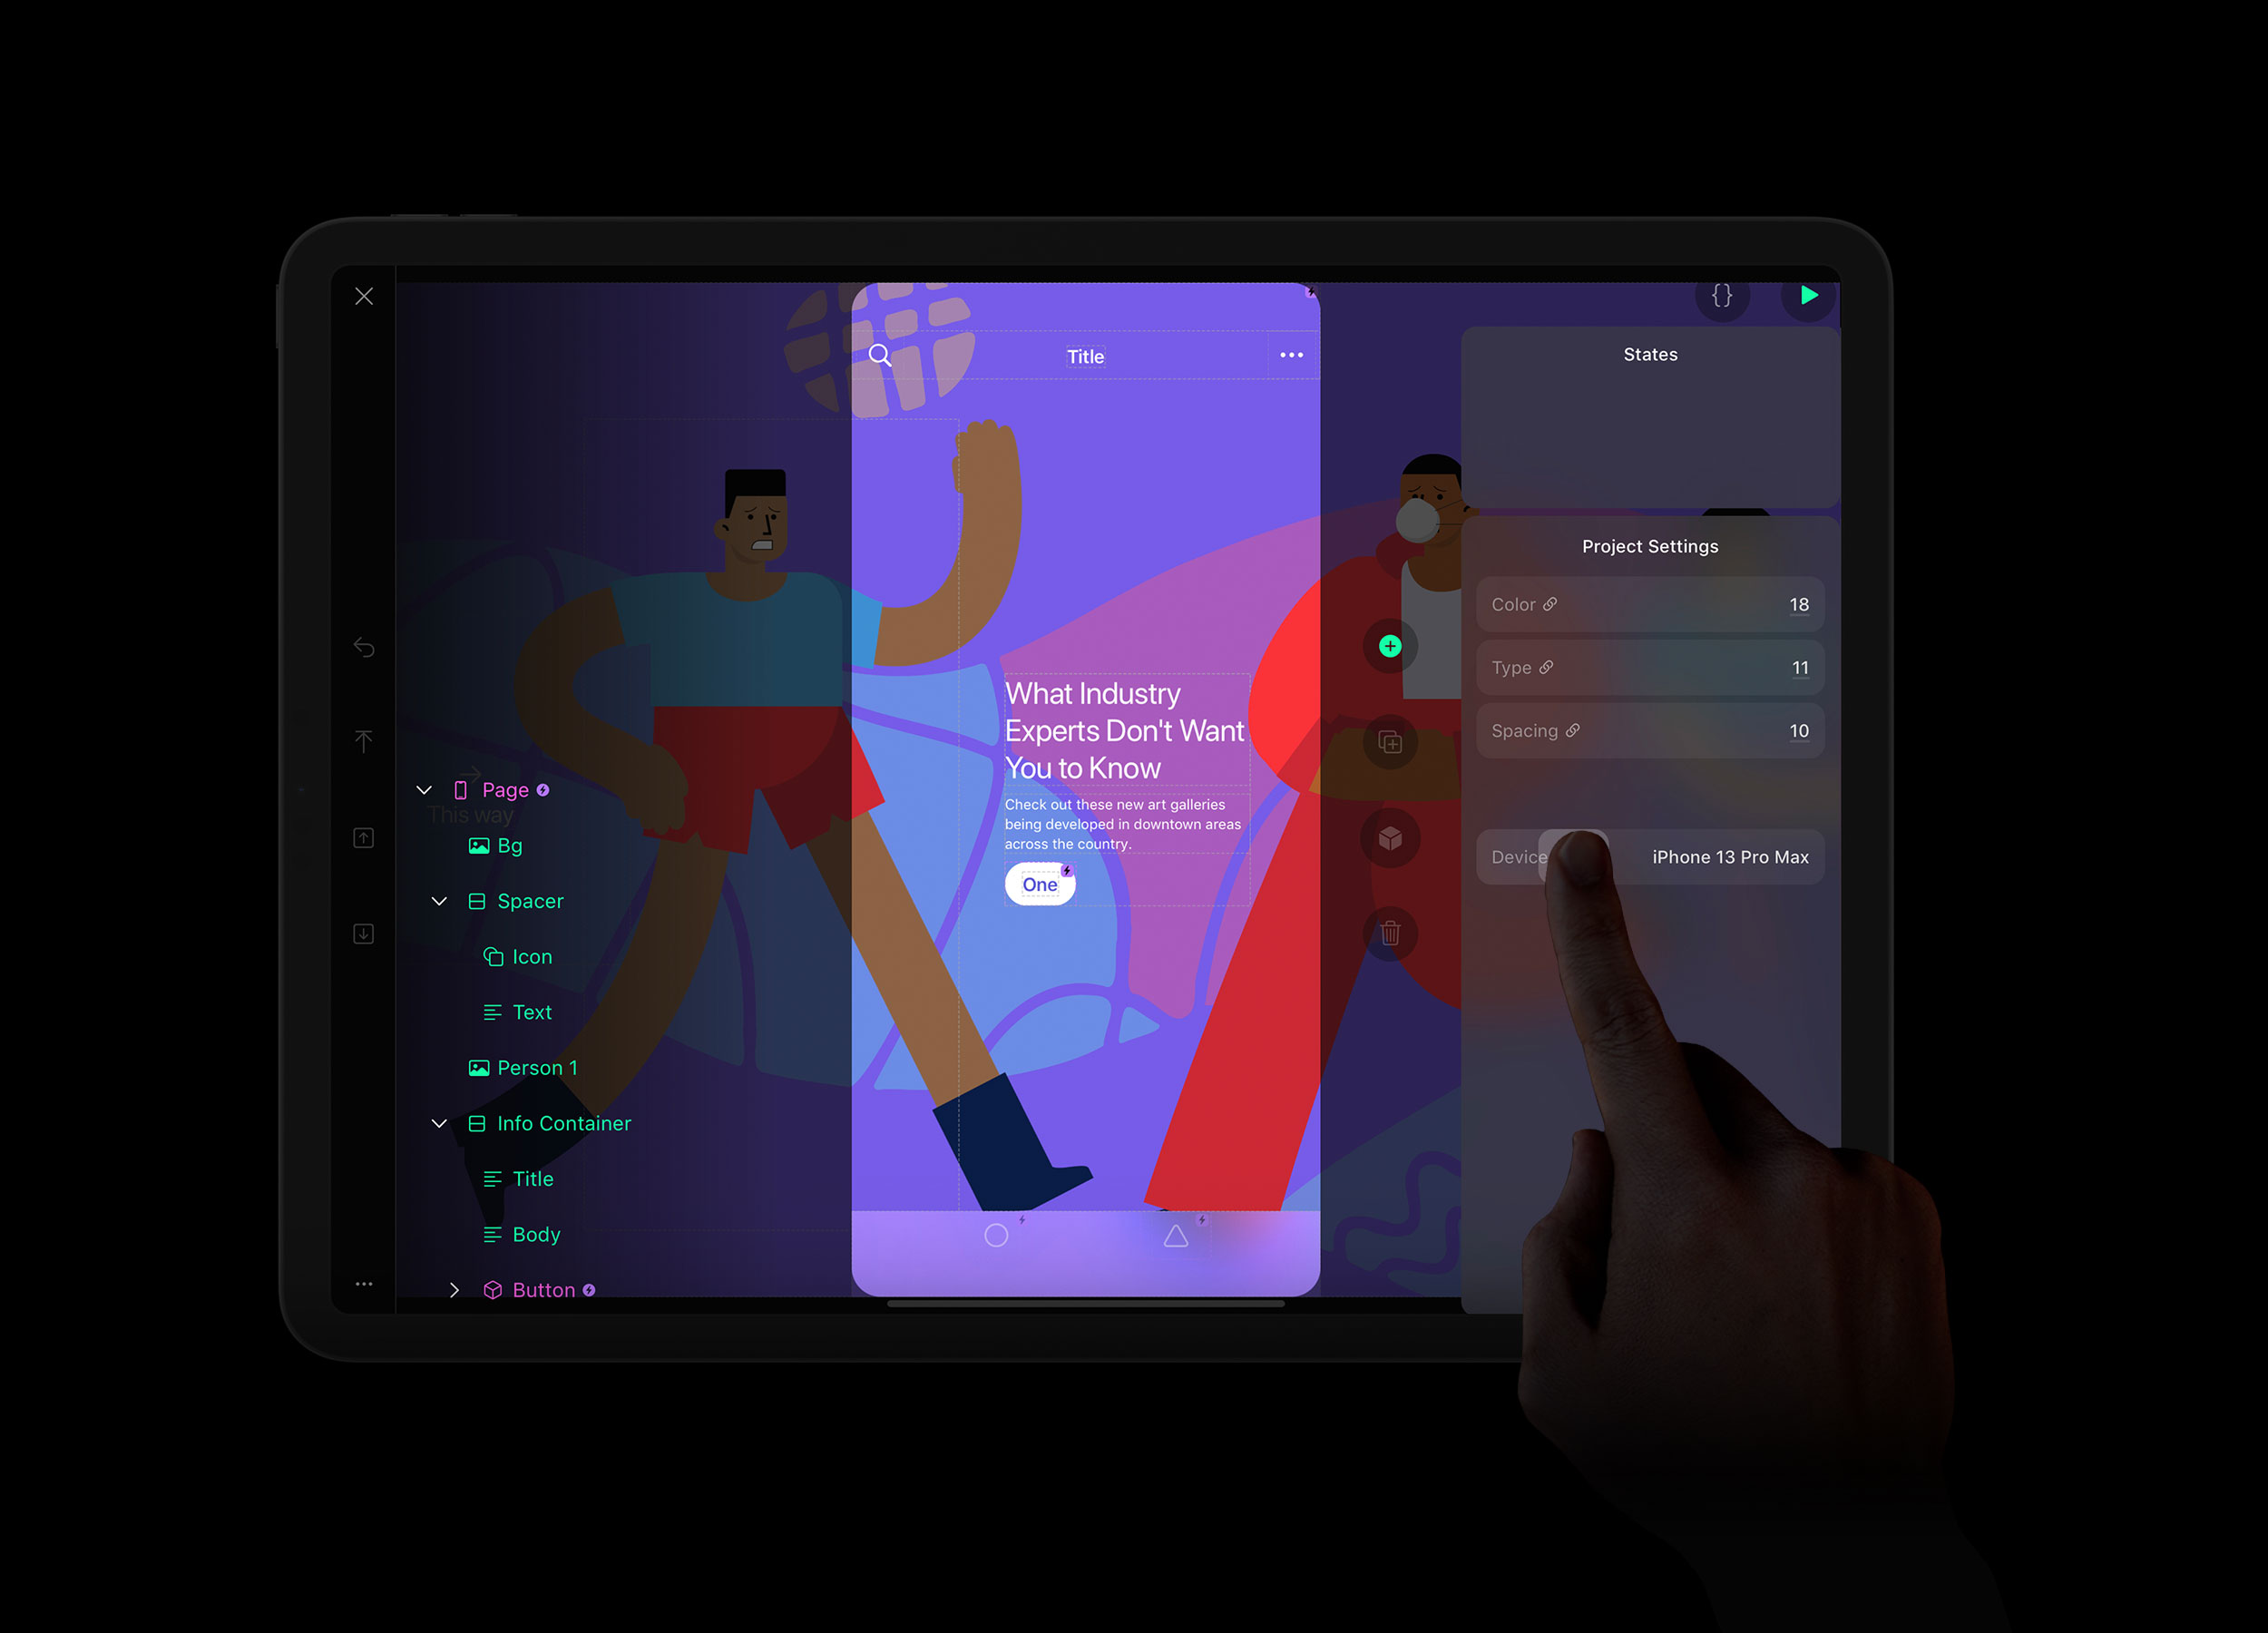 Title
States
Project Settings
Color 18
Type 11
Spacing 10
Device iPhone 13 Pro Max
What Industry
Experts Don't Want
You to Know
Check out these new art galleries
being developed in downtown areas
across the country.
One
Page
This way
Bg
Spacer
Icon
Text
Person 1
Info Container
Title
Body
Button